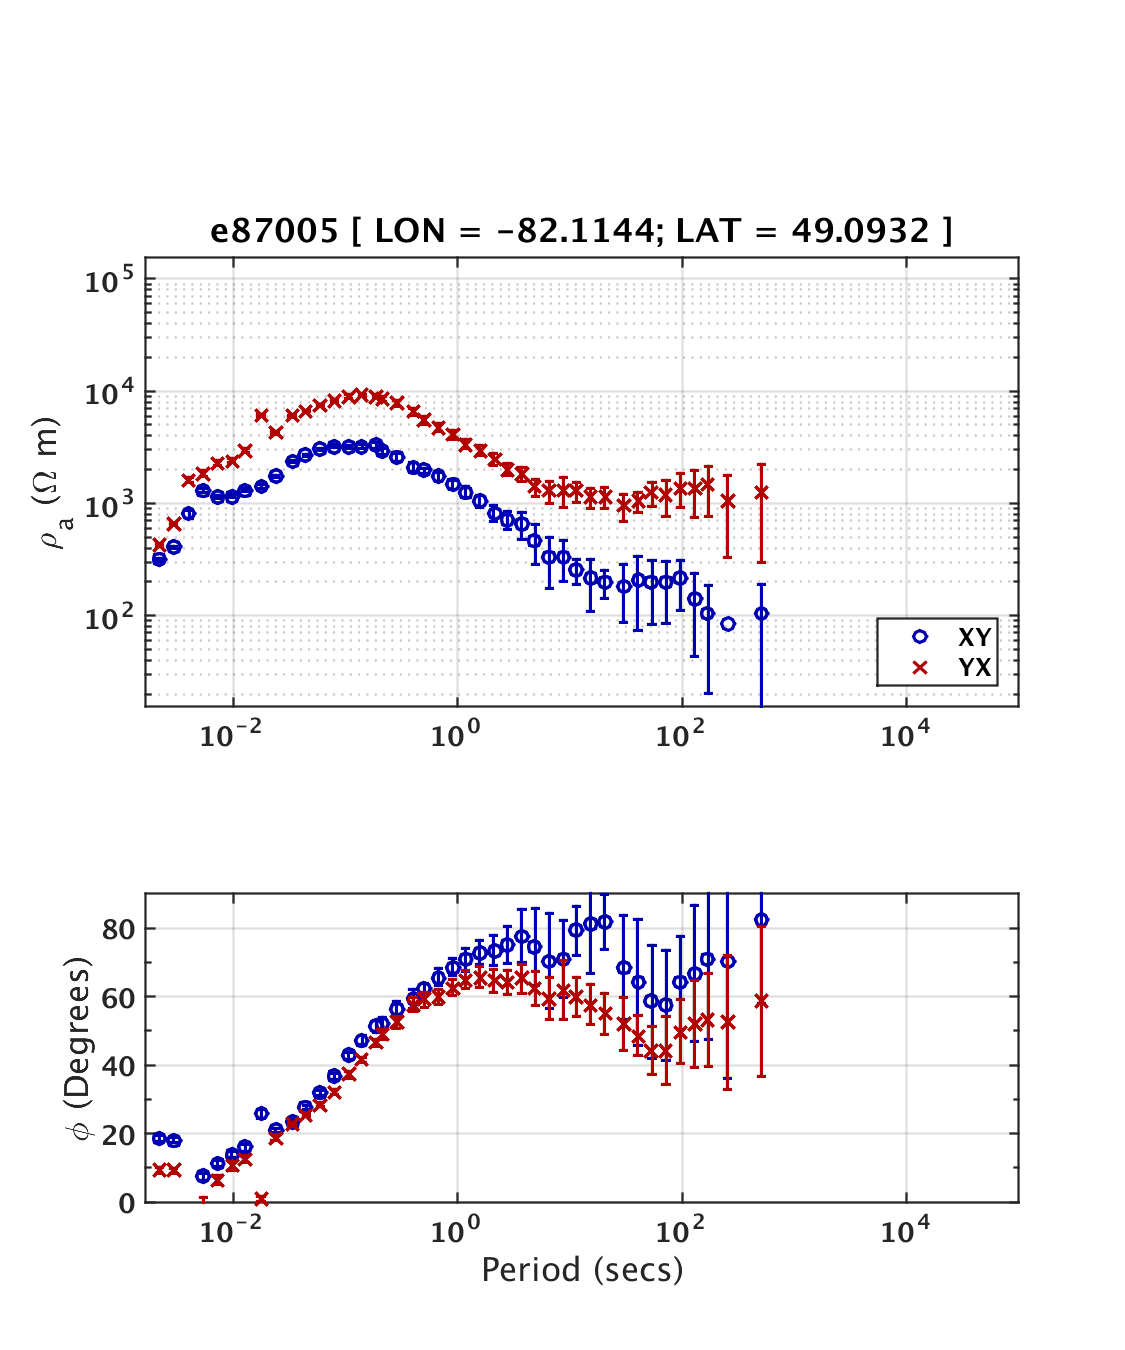 e87005 [ LON = -82.1144; LAT = 49.0932 ]
10^5
10^4
10^3
10^2
ρ_a (Ω m)
XY
YX
10^-2 10^0 10^2 10^4
80
60
40
20
0
ϕ (Degrees)
10^-2 10^0 10^2 10^4
Period (secs)